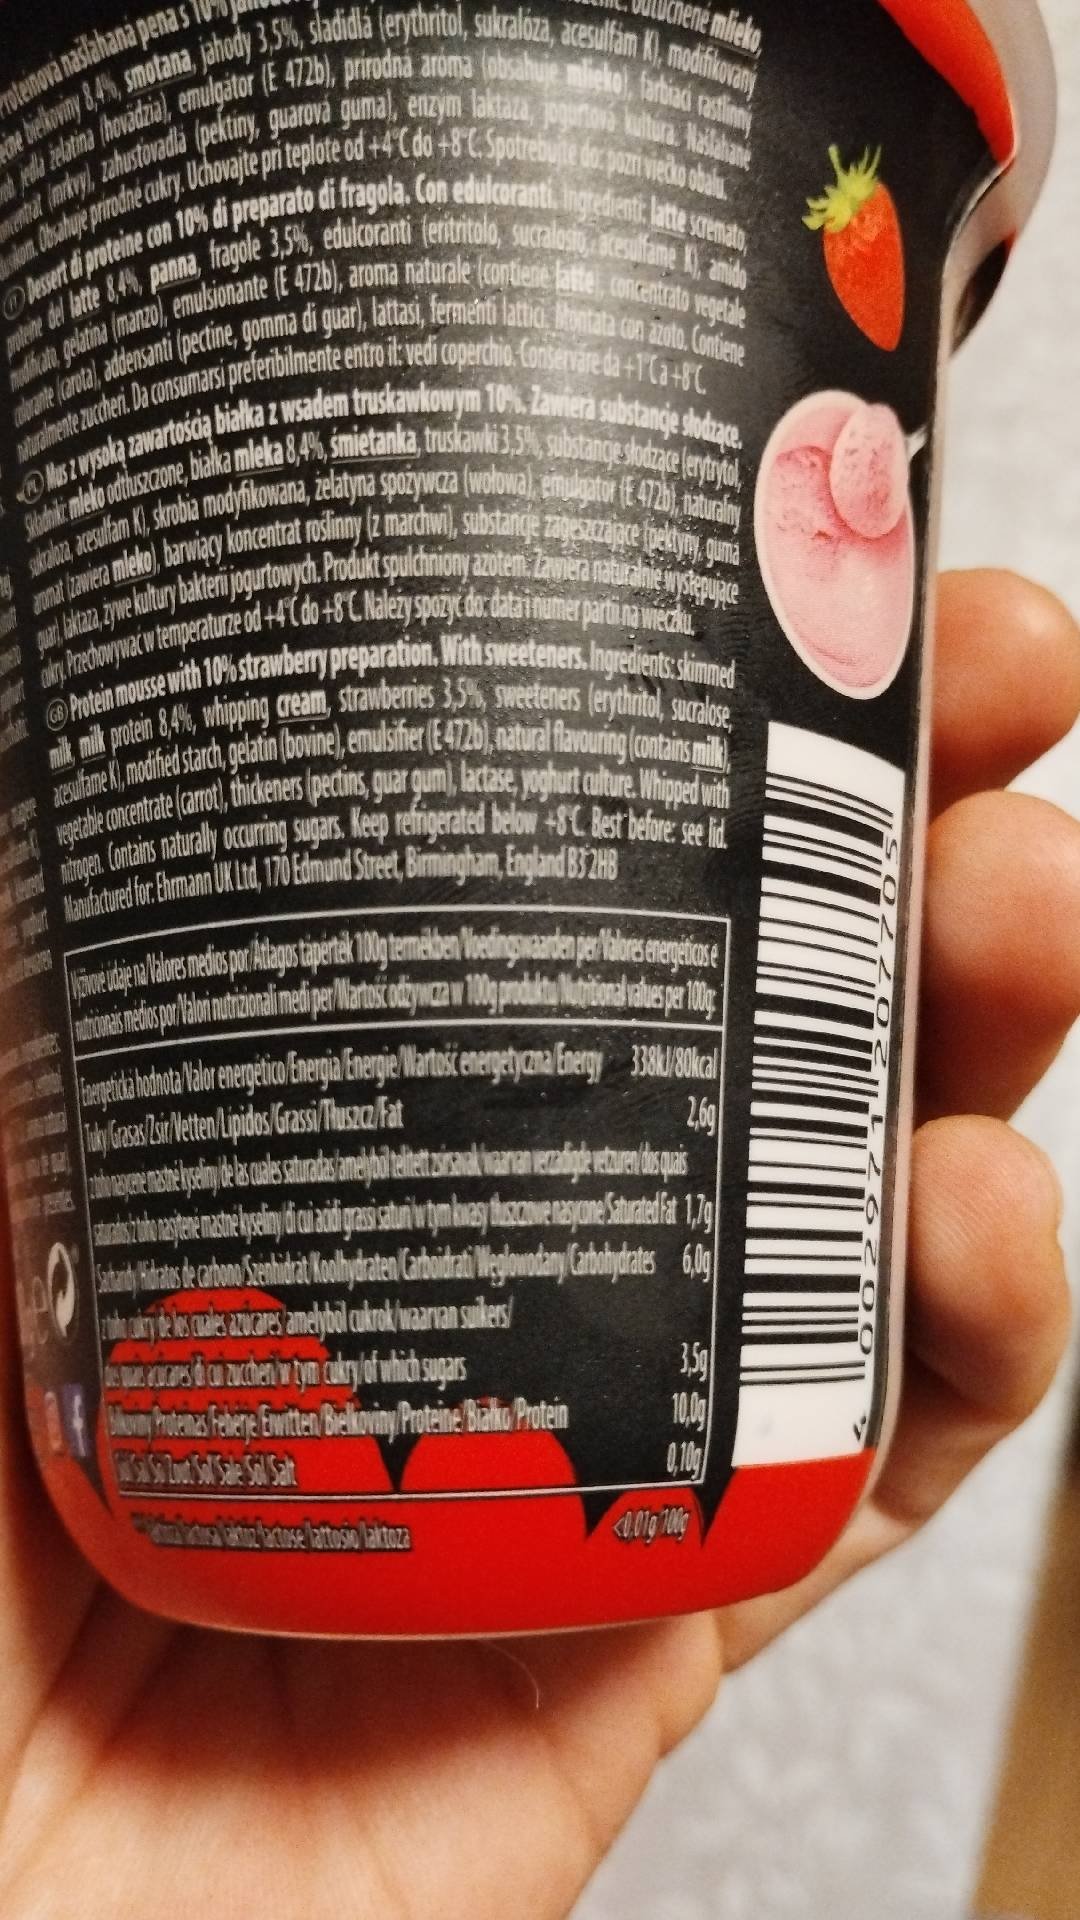 Proteínová našľahaná pena s 10%
odtučnené mlieko,
bielkoviny 8,4%, smotana, jahody 3,5%, sladidlá (erythritol, sukralóza, acesulfám K), modifikovaný
jedlá želatína (hovädzia), emulgátor (E 472b), prírodná aróma (obsahuje mlieko), farbiaci rastlinný
koncentrát (mrkvy), zahusťovadlá (pektíny, guarová guma), enzým laktáza, jogurtová kultúra. Našľahané
Obsahuje prírodné cukry. Uchovajte pri teplote od +4°C do +8°C. Spotrebujte do: pozri viečko obalu.
IT Dessert di proteine con 10% di preparato di fragola. Con edulcoranti. Ingredienti: latte scremato,
proteine del latte 8,4%, panna, fragole 3,5%, edulcoranti (eritritolo, sucralosio, acesulfame K), amido
modificato, gelatina (manzo), emulsionante (E 472b), aroma naturale (contiene latte), concentrato vegetale
colorante (carota), addensanti (pectine, gomma di guar), lattasi, fermenti lattici. Montata con azoto. Contiene
naturalmente zuccheri. Da consumarsi preferibilmente entro il: vedi coperchio. Conservare da +1°C a +8°C.
PL Mus z wysoką zawartością białka z wsadem truskawkowym 10%. Zawiera substancje słodzące.
Składniki: mleko odtłuszczone, białka mleka 8,4%, śmietanka, truskawki 3,5%, substancje słodzące (erytrytol,
sukraloza, acesulfam K), skrobia modyfikowana, żelatyna spożywcza (wołowa), emulgator (E 472b), naturalny
aromat (zawiera mleko), barwiący koncentrat roślinny (z marchwi), substancje zagęszczające (pektyny, guma
guar), laktaza, żywe kultury bakterii jogurtowych. Produkt spulchniony azotem. Zawiera naturalnie występujące
cukry. Przechowywać w temperaturze od +4°C do +8°C. Należy spożyć do: data i numer partii na wieczku.
GB Protein mousse with 10% strawberry preparation. With sweeteners. Ingredients: skimmed
milk, milk protein 8,4%, whipping cream, strawberries 3,5%, sweeteners (erythritol, sucralose,
acesulfame K), modified starch, gelatin (bovine), emulsifier (E 472b), natural flavouring (contains milk),
vegetable concentrate (carrot), thickeners (pectins, guar gum), lactase, yoghurt culture. Whipped with
nitrogen. Contains naturally occurring sugars. Keep refrigerated below +8°C. Best before: see lid.
Manufactured for: Ehrmann UK Ltd, 170 Edmund Street, Birmingham, England B3 2HB
Výživové údaje na/Valores medios por/Átlagos tápérték 100g termékben/Voedingswaarden per/Valores energéticos e
nutricionais médios por/Valori nutrizionali medi per/Wartość odżywcza w 100g produktu/Nutritional values per 100g:
Energetická hodnota/Valor energético/Energia/Energie/Wartość energetyczna/Energy 338kJ/80kcal
Tuky/Grasas/Zsír/Vetten/Lípidos/Grassi/Tłuszcz/Fat 2,6g
z toho nasýtené mastné kyseliny/de las cuales saturadas/amelyből telített zsírsavak/waarvan verzadigde vetzuren/dos quais
saturados/z toho nasýtené mastné kyseliny/di cui acidi grassi saturi/w tym kwasy tłuszczowe nasycone/Saturated Fat 1,7g
Sacharidy/Hidratos de carbono/Szénhidrát/Koolhydraten/Carboidrati/Węglowodany/Carbohydrates 6,0g
z toho cukry/de los cuales azúcares/amelyből cukrok/waarvan suikers/
dos quais açúcares/di cui zuccheri/w tym cukry/of which sugars 3,5g
Bílkoviny/Proteínas/Fehérje/Eiwitten/Bielkoviny/Proteine/Białko/Protein 10,0g
Sůl/Sal/Só/Zout/Soľ/Sale/Sól/Salt 0,10g
lactose/lattosio/laktoza <0,01g/100g
4 002971 207705